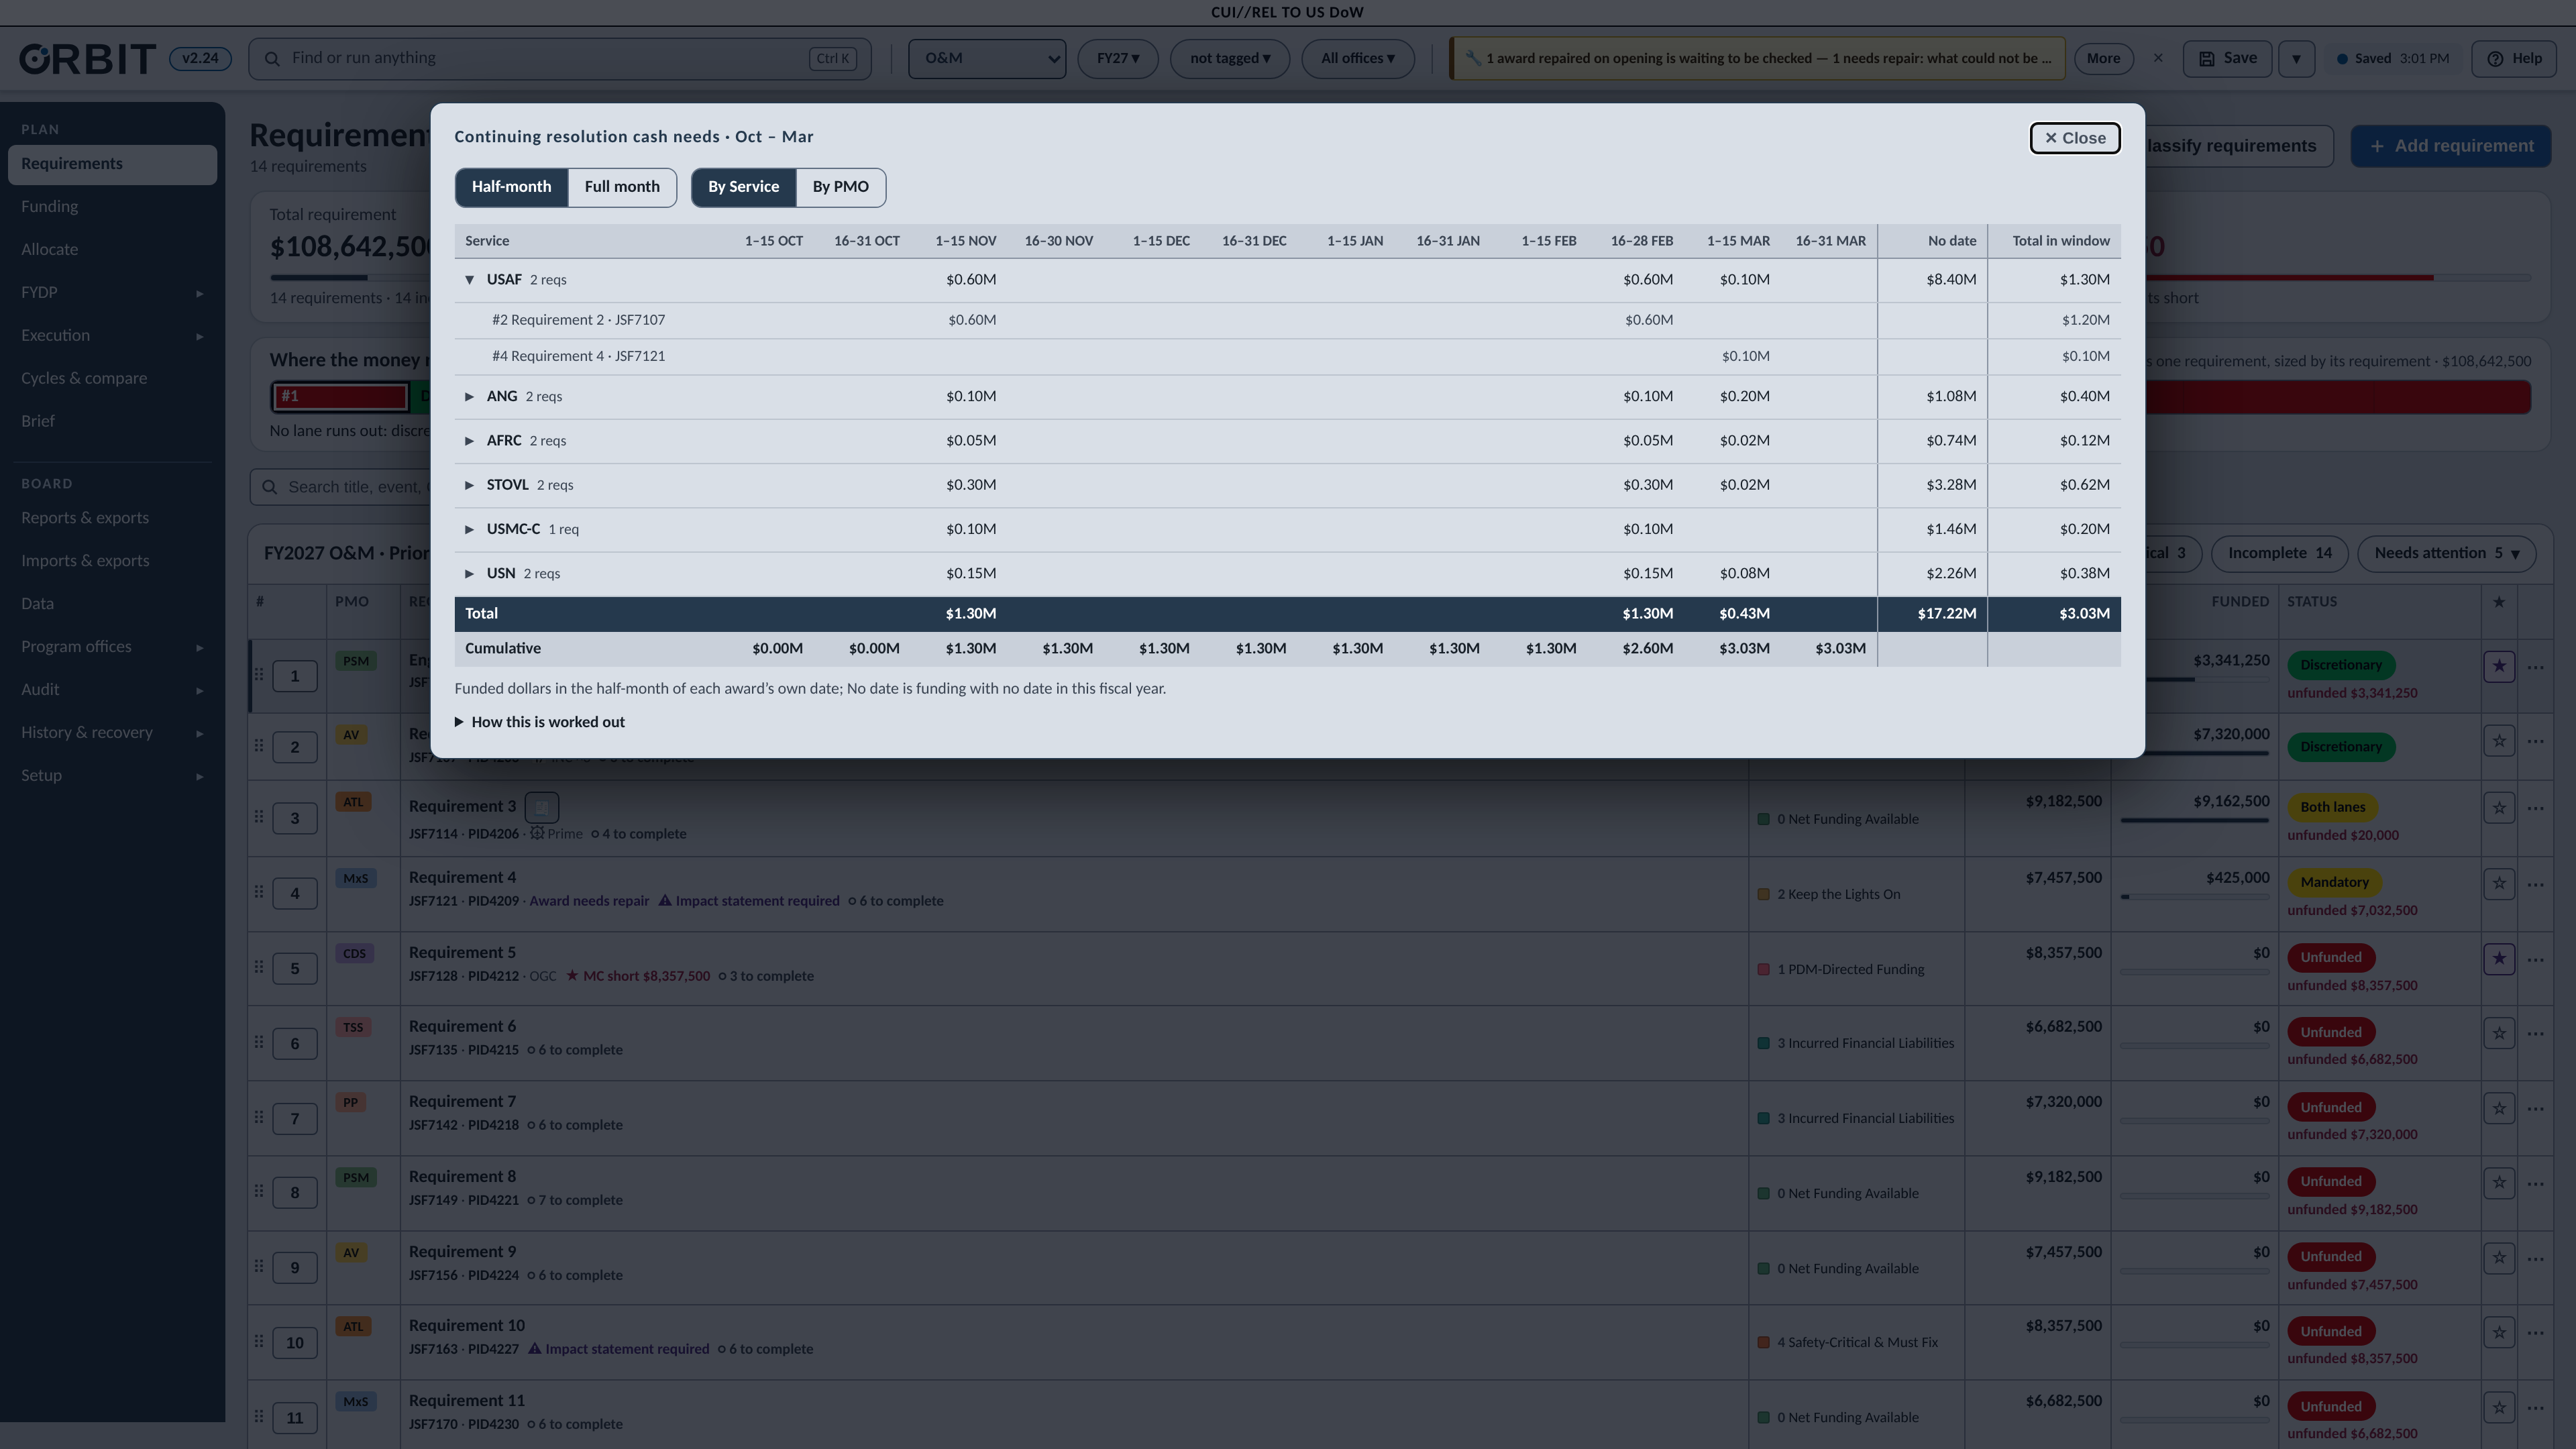 CUI//REL TO US DoW
ORBIT v2.24 Find or run anything Ctrl K O&M FY27 ▾ not tagged ▾ All offices ▾ 1 award repaired on opening is waiting to be checked — 1 needs repair: what could not be … More × Save ▾ Saved 3:01 PM Help
PLAN
Requirements
Funding
Allocate
FYDP
Execution
Cycles & compare
Brief
BOARD
Reports & exports
Imports & exports
Data
Program offices
Audit
History & recovery
Setup
14 requirements
+ Add requirement
Total requirement
14 requirements
Where the money
#1
No lane runs out:
Search title, event,
one requirement, sized by its requirement · $108,642,500
Continuing resolution cash needs · Oct – Mar
✕ Close
Half-month Full month By Service By PMO
Service 1–15 OCT 16–31 OCT 1–15 NOV 16–30 NOV 1–15 DEC 16–31 DEC 1–15 JAN 16–31 JAN 1–15 FEB 16–28 FEB 1–15 MAR 16–31 MAR No date Total in window
▼ USAF 2 reqs $0.60M $0.60M $0.10M $8.40M $1.30M
#2 Requirement 2 · JSF7107 $0.60M $0.60M $1.20M
#4 Requirement 4 · JSF7121 $0.10M $0.10M
▶ ANG 2 reqs $0.10M $0.10M $0.20M $1.08M $0.40M
▶ AFRC 2 reqs $0.05M $0.05M $0.02M $0.74M $0.12M
▶ STOVL 2 reqs $0.30M $0.30M $0.02M $3.28M $0.62M
▶ USMC-C 1 req $0.10M $0.10M $1.46M $0.20M
▶ USN 2 reqs $0.15M $0.15M $0.08M $2.26M $0.38M
Total $1.30M $1.30M $0.43M $17.22M $3.03M
Cumulative $0.00M $0.00M $1.30M $1.30M $1.30M $1.30M $1.30M $1.30M $1.30M $2.60M $3.03M $3.03M
Funded dollars in the half-month of each award’s own date; No date is funding with no date in this fiscal year.
▶ How this is worked out
FY2027 O&M · Incomplete 14 Needs attention 5 ▾
# PMO FUNDED STATUS ★
1 PSM $3,341,250 Discretionary ★ ⋯
unfunded $3,341,250
2 AV $7,320,000 Discretionary ☆ ⋯
3 ATL Requirement 3 $9,182,500 $9,162,500 Both lanes ☆ ⋯
JSF7114 · PID4206 · Prime 4 to complete 0 Net Funding Available unfunded $20,000
4 MxS Requirement 4 $7,457,500 $425,000 Mandatory ☆ ⋯
JSF7121 · PID4209 · Award needs repair Impact statement required 6 to complete 2 Keep the Lights On unfunded $7,032,500
5 CDS Requirement 5 $8,357,500 $0 Unfunded ★ ⋯
JSF7128 · PID4212 · OGC ★ MC short $8,357,500 3 to complete 1 PDM-Directed Funding unfunded $8,357,500
6 TSS Requirement 6 $6,682,500 $0 Unfunded ☆ ⋯
JSF7135 · PID4215 6 to complete 3 Incurred Financial Liabilities unfunded $6,682,500
7 PP Requirement 7 $7,320,000 $0 Unfunded ☆ ⋯
JSF7142 · PID4218 6 to complete 3 Incurred Financial Liabilities unfunded $7,320,000
8 PSM Requirement 8 $9,182,500 $0 Unfunded ☆ ⋯
JSF7149 · PID4221 7 to complete 0 Net Funding Available unfunded $9,182,500
9 AV Requirement 9 $7,457,500 $0 Unfunded ☆ ⋯
JSF7156 · PID4224 6 to complete 0 Net Funding Available unfunded $7,457,500
10 ATL Requirement 10 $8,357,500 $0 Unfunded ☆ ⋯
JSF7163 · PID4227 Impact statement required 6 to complete 4 Safety-Critical & Must Fix unfunded $8,357,500
11 MxS Requirement 11 $6,682,500 $0 Unfunded ☆ ⋯
JSF7170 · PID4230 6 to complete 0 Net Funding Available unfunded $6,682,500